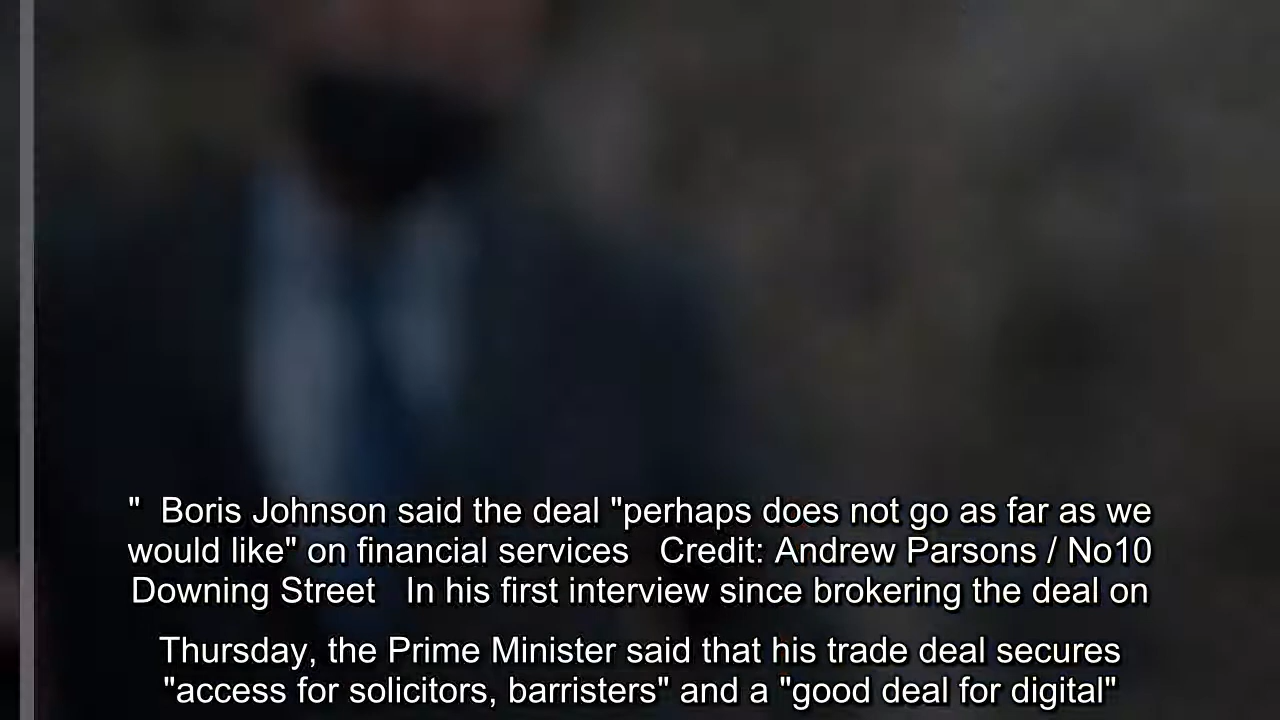 "  Boris Johnson said the deal "perhaps does not go as far as we
would like" on financial services   Credit: Andrew Parsons / No10
Downing Street   In his first interview since brokering the deal on
Thursday, the Prime Minister said that his trade deal secures
"access for solicitors, barristers" and a "good deal for digital"